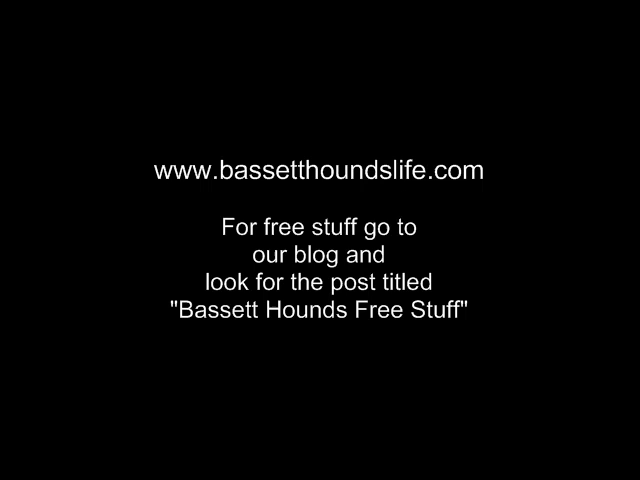 www.bassetthoundslife.com
For free stuff go to
our blog and
look for the post titled
"Bassett Hounds Free Stuff"